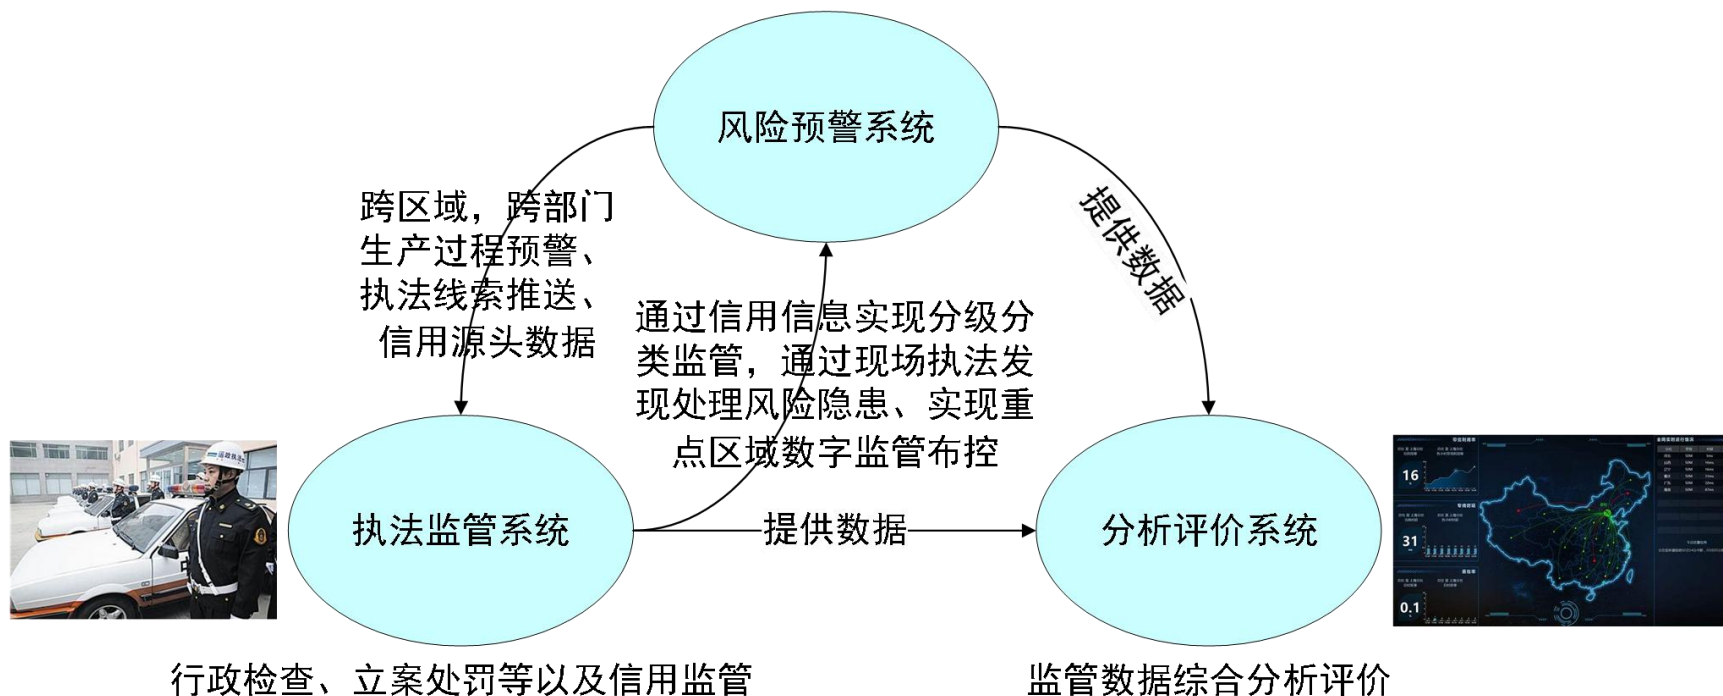 风险预警系统
跨区域，跨部门
生产过程预警、
执法线索推送、
信用源头数据
提供数据
通过信用信息实现分级分
类监管，通过现场执法发
现处理风险隐患、实现重
点区域数字监管布控
执法监管系统
提供数据
分析评价系统
16
31
0.1
行政检查、立案处罚等以及信用监管
监管数据综合分析评价